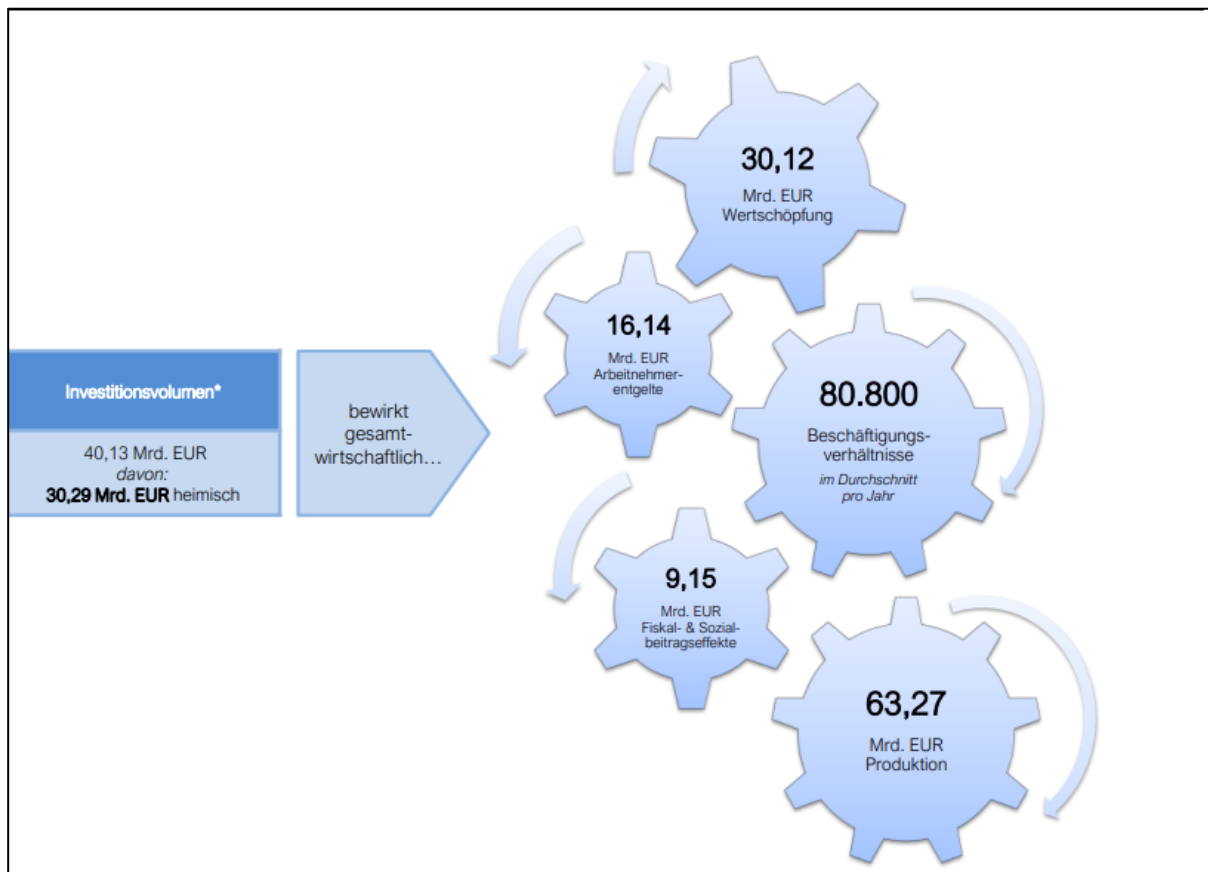 30,12
Mrd. EUR
Wertschöpfung
16,14
Mrd. EUR
Arbeitnehmer-
entgelte
80.800
Beschäftigungs-
verhältnisse
im Durchschnitt
pro Jahr
Investitionsvolumen*
40,13 Mrd. EUR
davon:
30,29 Mrd. EUR heimisch
bewirkt
gesamt-
wirtschaftlich…
9,15
Mrd. EUR
Fiskal- & Sozial-
beitragseffekte
63,27
Mrd. EUR
Produktion